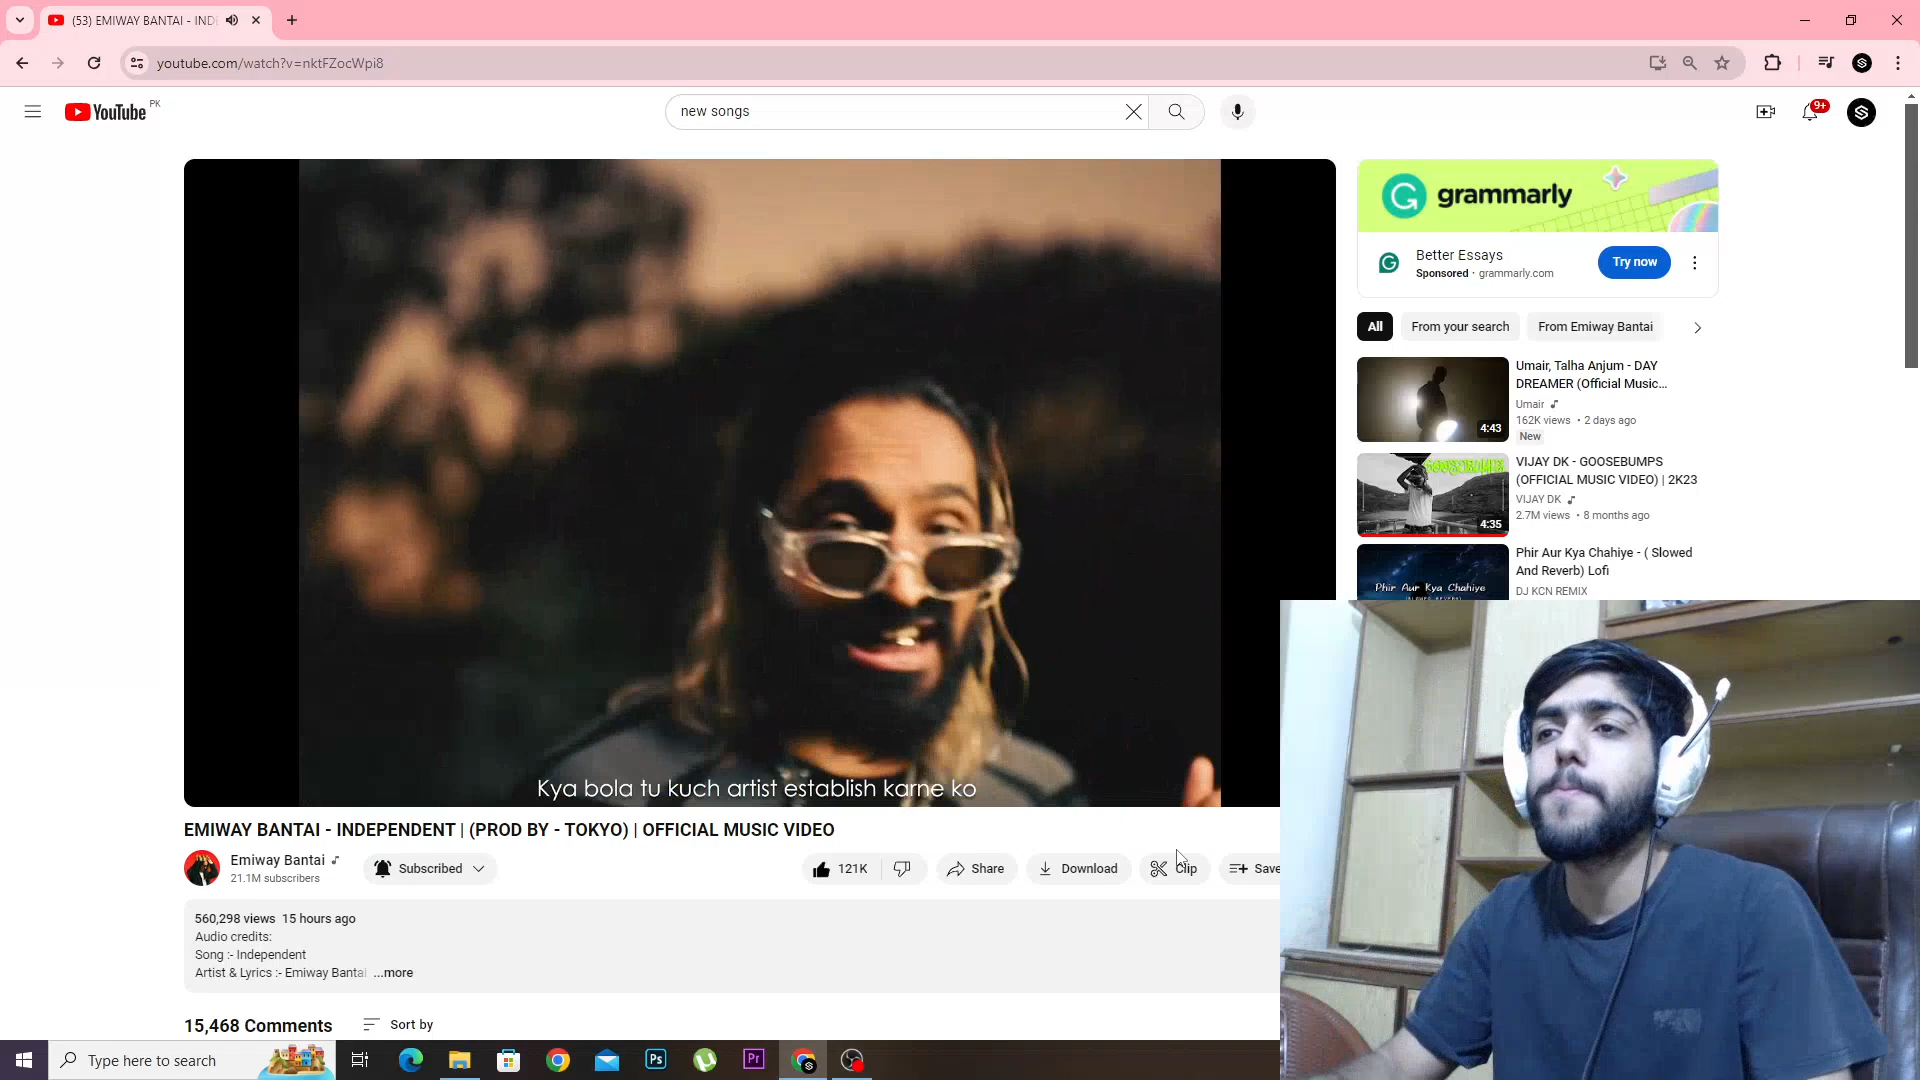 (53) EMIWAY BANTAI - IND
youtube.com/watch?v=nktFZocWpi8
YouTube PK
new songs
9+
grammarly
Better Essays
Sponsored · grammarly.com
Try now
All
From your search
From Emiway Bantai
Umair, Talha Anjum - DAY
DREAMER (Official Music...
Umair
162K views • 2 days ago
New
4:43
GOOSEBUMPS
VIJAY DK - GOOSEBUMPS
(OFFICIAL MUSIC VIDEO) | 2K23
VIJAY DK
2.7M views • 8 months ago
4:35
Phir Aur Kya Chahiye - ( Slowed
And Reverb) Lofi
DJ KCN REMIX
Phir Aur Kya Chahiye
Kya bola tu kuch artist establish karne ko
EMIWAY BANTAI - INDEPENDENT | (PROD BY - TOKYO) | OFFICIAL MUSIC VIDEO
Emiway Bantai
21.1M subscribers
Subscribed
121K
Share
Download
Clip
Save
560,298 views 15 hours ago
Audio credits:
Song :- Independent
Artist & Lyrics :- Emiway Bantai ...more
15,468 Comments
Sort by
Type here to search
Ps
Pr